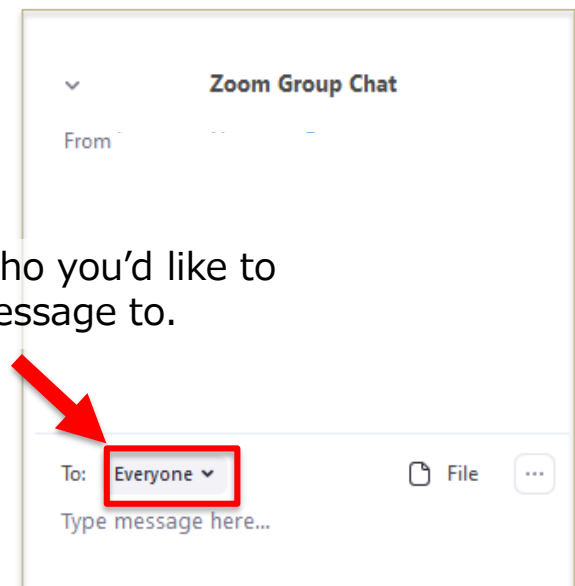 Zoom Group Chat
From
ho you'd like to
essage to.
To: Everyone File ...
Type message here...